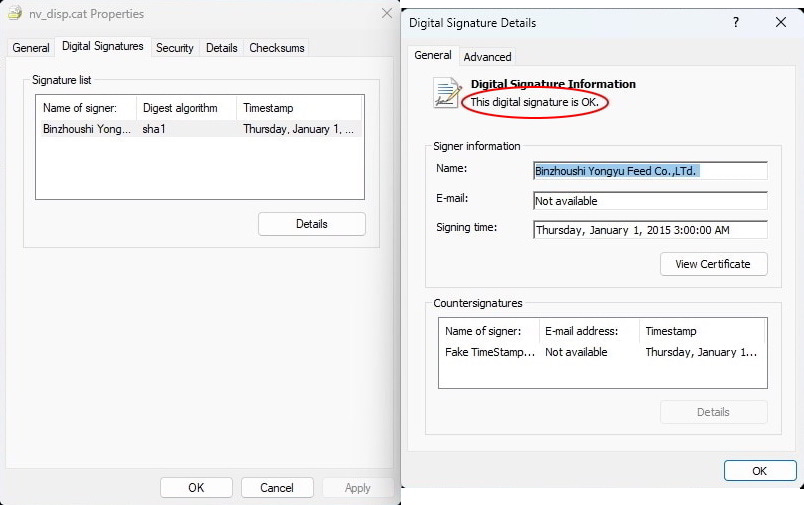 nv_disp.cat Properties
General Digital Signatures Security Details Checksums
Signature list
Name of signer: Digest algorithm Timestamp
Binzhoushi Yong... sha1 Thursday, January 1, ...
Details
OK Cancel Apply
Digital Signature Details ?
General Advanced
Digital Signature Information
This digital signature is OK.
Signer information
Name: Binzhoushi Yongyu Feed Co.,LTd.
E-mail: Not available
Signing time: Thursday, January 1, 2015 3:00:00 AM
View Certificate
Countersignatures
Name of signer: E-mail address: Timestamp
Fake TimeStamp... Not available Thursday, January 1...
Details
OK